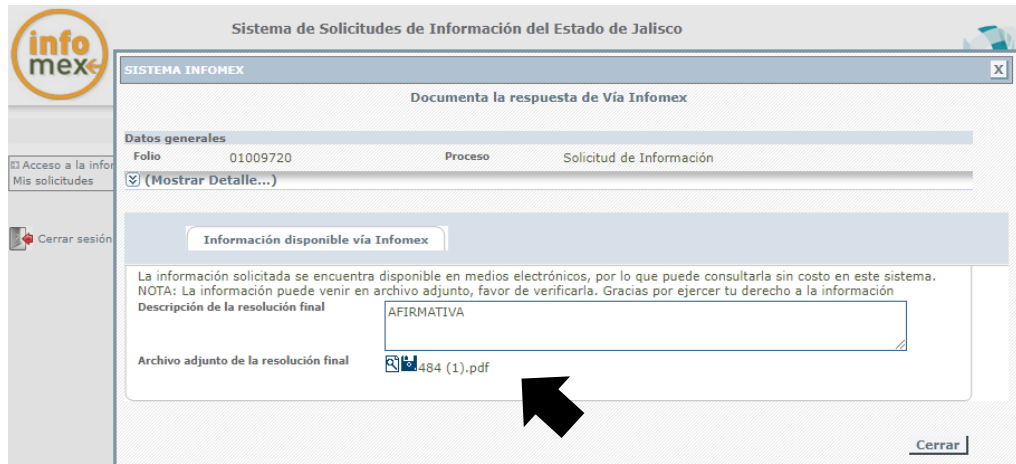 info
mex
Sistema de Solicitudes de Información del Estado de Jalisco
SISTEMA INFOMEX
X
Documenta la respuesta de Vía Infomex
Datos generales
Folio 01009720 Proceso Solicitud de Información
(Mostrar Detalle...)
Acceso a la infor
Mis solicitudes
Cerrar sesión
Información disponible vía Infomex
La información solicitada se encuentra disponible en medios electrónicos, por lo que puede consultarla sin costo en este sistema.
NOTA: La información puede venir en archivo adjunto, favor de verificarla. Gracias por ejercer tu derecho a la información
Descripción de la resolución final AFIRMATIVA
Archivo adjunto de la resolución final 484 (1).pdf
Cerrar